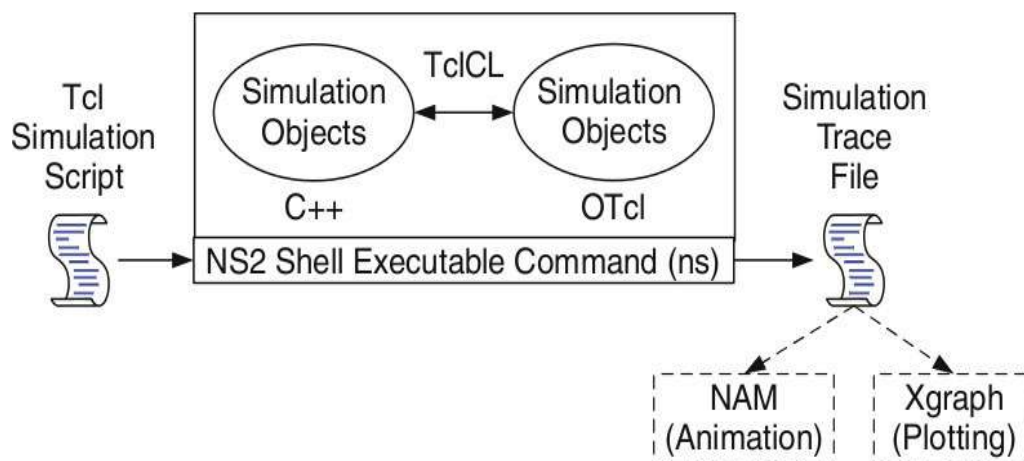 Tcl
Simulation
Script
TclCL
Simulation
Objects
Simulation
Objects
C++
OTcl
NS2 Shell Executable Command (ns)
Simulation
Trace
File
NAM
(Animation)
Xgraph
(Plotting)